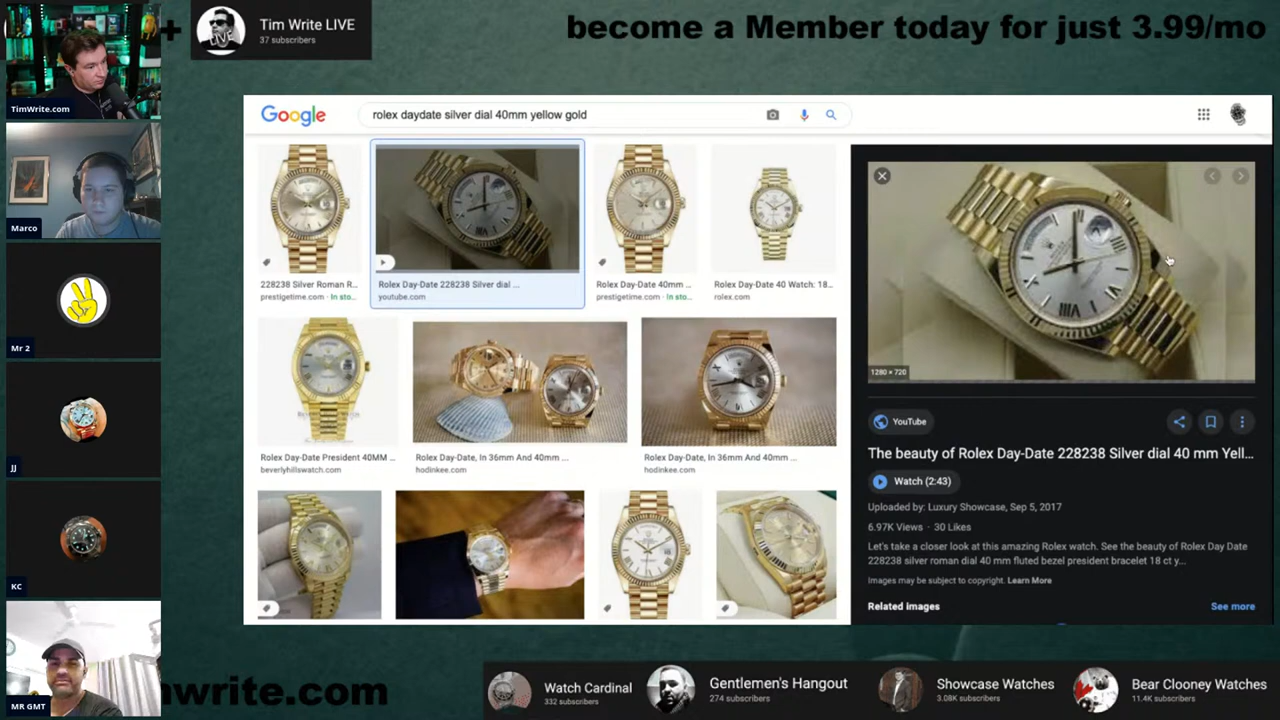 +
Tim Write LIVE
37 subscribers
become a Member today for just 3.99/mo
TimWrite.com
Marco
Mr 2
JJ
KC
MR GMT
Google
rolex daydate silver dial 40mm yellow gold
228238 Silver Roman R...
prestigetime.com · In sto...
Rolex Day-Date 228238 Silver dial ...
youtube.com
Rolex Day-Date 40mm ...
prestigetime.com · In sto...
Rolex Day-Date 40 Watch: 18...
rolex.com
Rolex Day-Date President 40MM ...
beverlyhillswatch.com
Rolex Day-Date, In 36mm And 40mm ...
hodinkee.com
Rolex Day-Date, In 36mm And 40mm ...
hodinkee.com
1280 × 720
YouTube
The beauty of Rolex Day-Date 228238 Silver dial 40 mm Yell...
Watch (2:43)
Uploaded by: Luxury Showcase, Sep 5, 2017
6.97K Views · 30 Likes
Let's take a closer look at this amazing Rolex watch. See the beauty of Rolex Day Date
228238 silver roman dial 40 mm fluted bezel president bracelet 18 ct y...
Images may be subject to copyright. Learn More
Related images
See more
mwrite.com
Watch Cardinal
332 subscribers
Gentlemen's Hangout
274 subscribers
Showcase Watches
3.08K subscribers
Bear Clooney Watches
11.4K subscribers